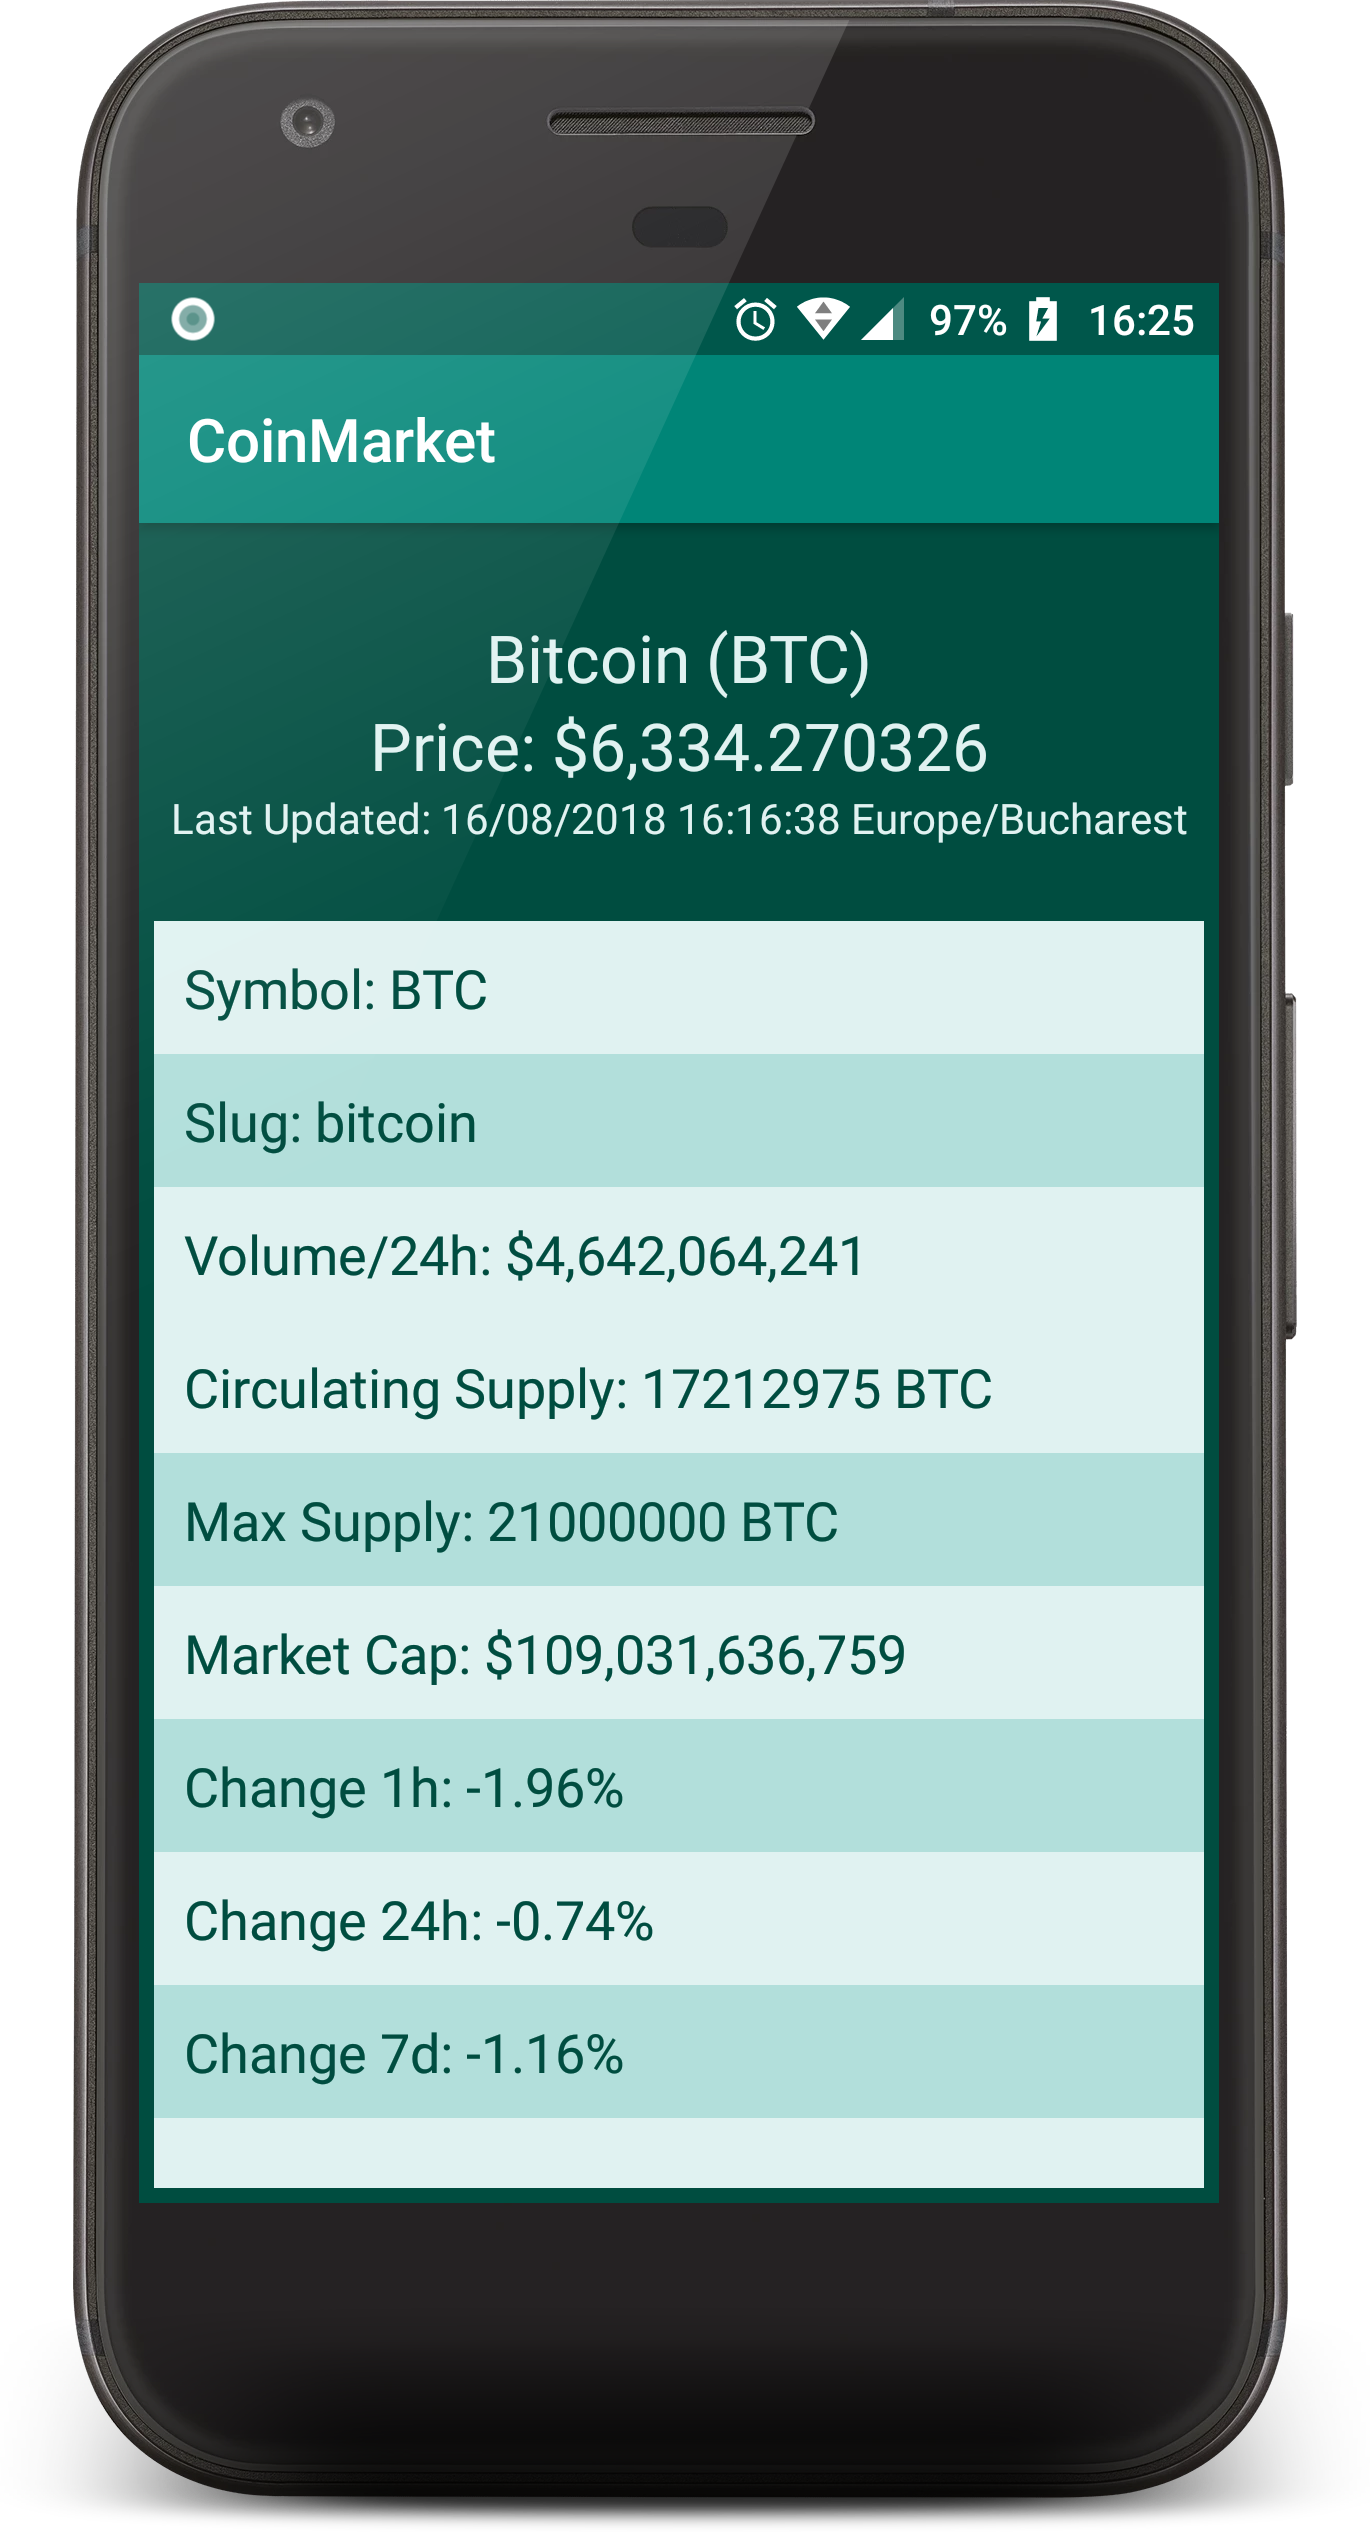 97% 16:25
CoinMarket
Bitcoin (BTC)
Price: $6,334.270326
Last Updated: 16/08/2018 16:16:38 Europe/Bucharest
Symbol: BTC
Slug: bitcoin
Volume/24h: $4,642,064,241
Circulating Supply: 17212975 BTC
Max Supply: 21000000 BTC
Market Cap: $109,031,636,759
Change 1h: -1.96%
Change 24h: -0.74%
Change 7d: -1.16%